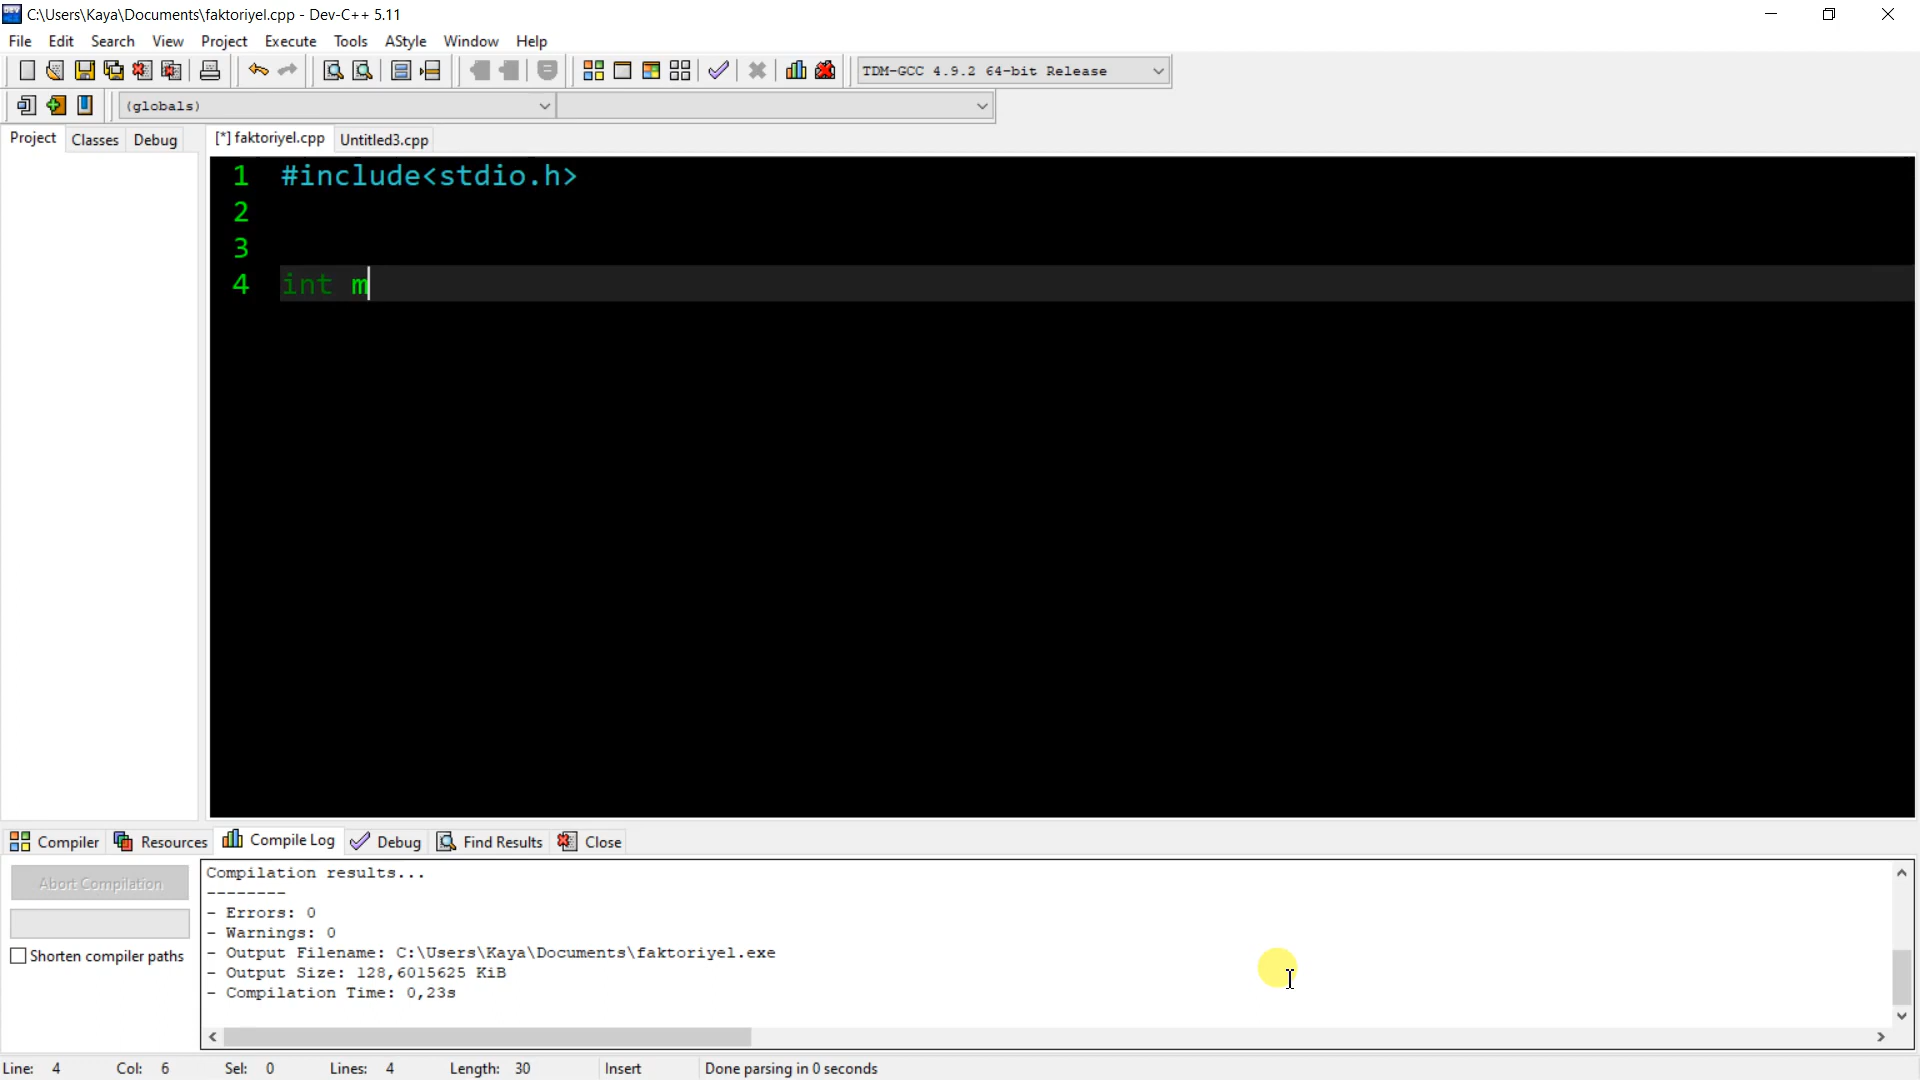 C:\Users\Kaya\Documents\faktoriyel.cpp - Dev-C++ 5.11
File Edit Search View Project Execute Tools AStyle Window Help
TDM-GCC 4.9.2 64-bit Release
(globals)
Project Classes Debug [*] faktoriyel.cpp Untitled3.cpp
1 #include<stdio.h>
2
3
4 int m
Compiler Resources Compile Log Debug Find Results Close
Abort Compilation
Shorten compiler paths
Compilation results...
--------
- Errors: 0
- Warnings: 0
- Output Filename: C:\Users\Kaya\Documents\faktoriyel.exe
- Output Size: 128,6015625 KiB
- Compilation Time: 0,23s
Line: 4 Col: 6 Sel: 0 Lines: 4 Length: 30 Insert Done parsing in 0 seconds